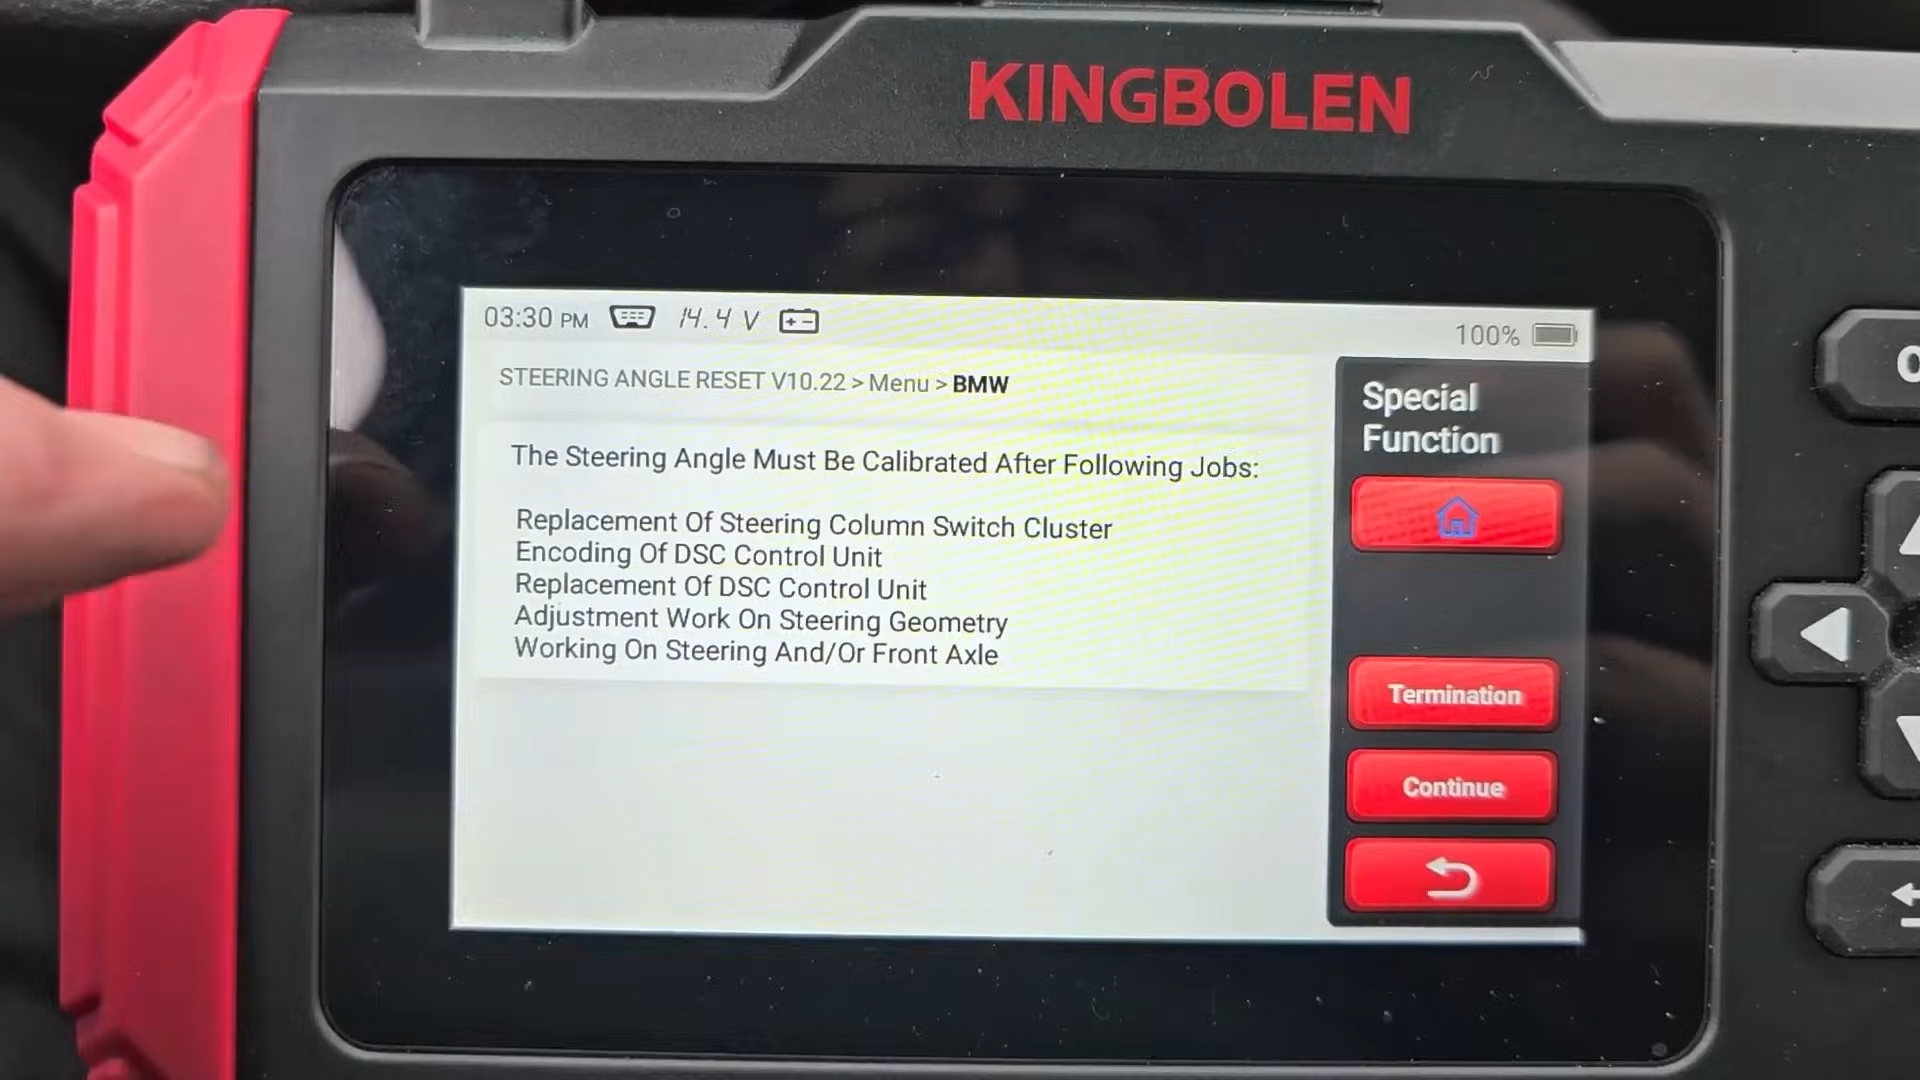 KINGBOLEN
03:30 PM 14.4 V 100%
STEERING ANGLE RESET V10.22 > Menu > BMW
Special
Function
The Steering Angle Must Be Calibrated After Following Jobs:
Replacement Of Steering Column Switch Cluster
Encoding Of DSC Control Unit
Replacement Of DSC Control Unit
Adjustment Work On Steering Geometry
Working On Steering And/Or Front Axle
Termination
Continue